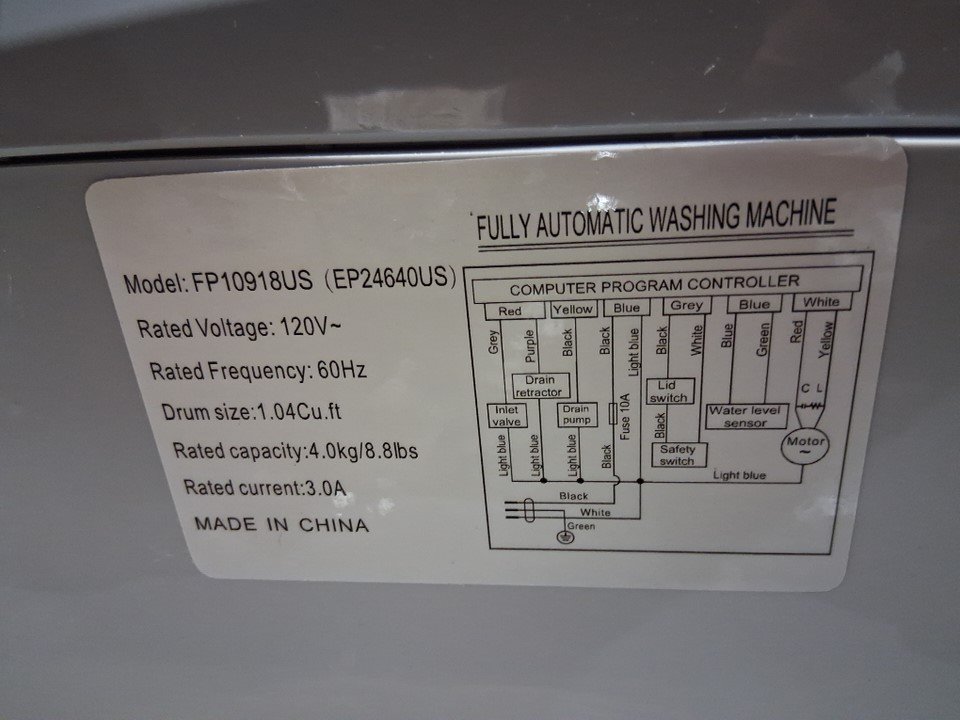 FULLY AUTOMATIC WASHING MACHINE
Model: FP10918US (EP24640US)
Rated Voltage: 120V~
Rated Frequency: 60Hz
Drum size:1.04Cu.ft
Rated capacity:4.0kg/8.8lbs
Rated current:3.0A
MADE IN CHINA
COMPUTER PROGRAM CONTROLLER
Red Yellow Blue Grey Blue White
Grey Purple Black Black Light blue Black White Blue Green Red Yellow
Drain
retractor
Lid
switch
C L
Inlet
valve
Drain
pump
Fuse 10A
Black
Water level
sensor
Motor
~
Safety
switch
Light blue Light blue Light blue Black
Light blue
Black
White
Green